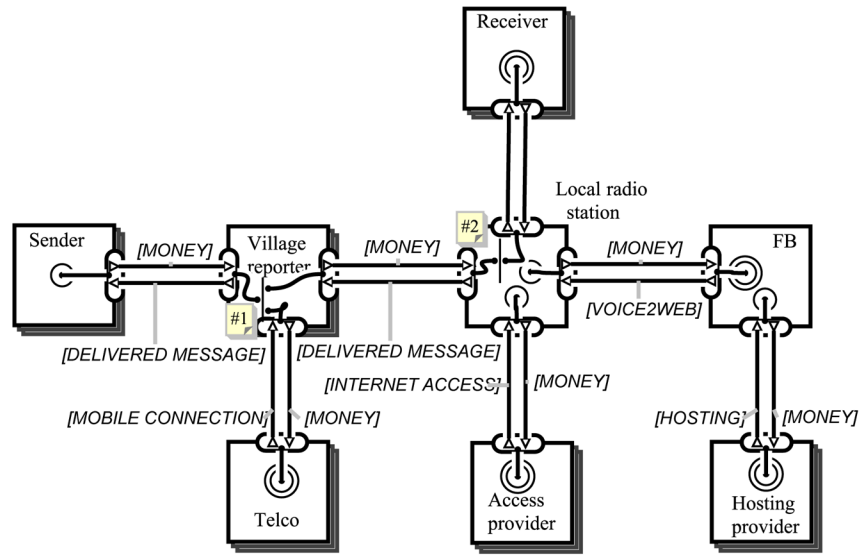 Receiver
Local radio
station
#2
Sender
[MONEY]
Village
reporter
[MONEY]
[MONEY]
FB
#1
[VOICE2WEB]
[DELIVERED MESSAGE]
[DELIVERED MESSAGE]
[INTERNET ACCESS]
[MONEY]
[MOBILE CONNECTION]
[MONEY]
[HOSTING]
[MONEY]
Telco
Access
provider
Hosting
provider